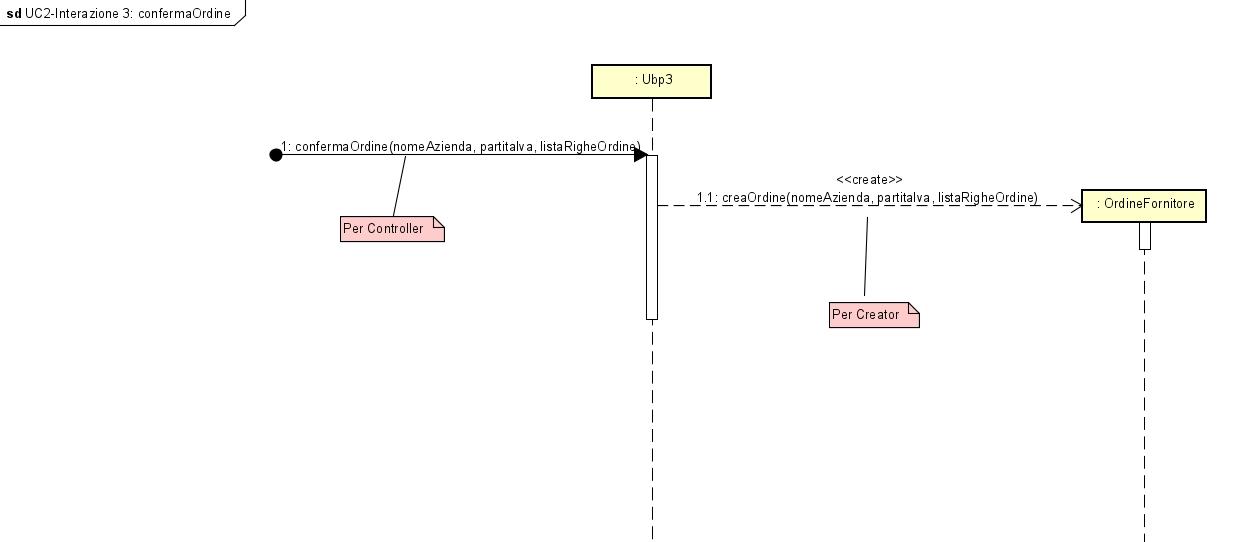 sd UC2-Interazione 3: confermaOrdine
: Ubp3
1: confermaOrdine(nomeAzienda, partitaIva, listaRigheOrdine)
<<create>>
1.1: creaOrdine(nomeAzienda, partitaIva, listaRigheOrdine)
: OrdineFornitore
Per Controller
Per Creator